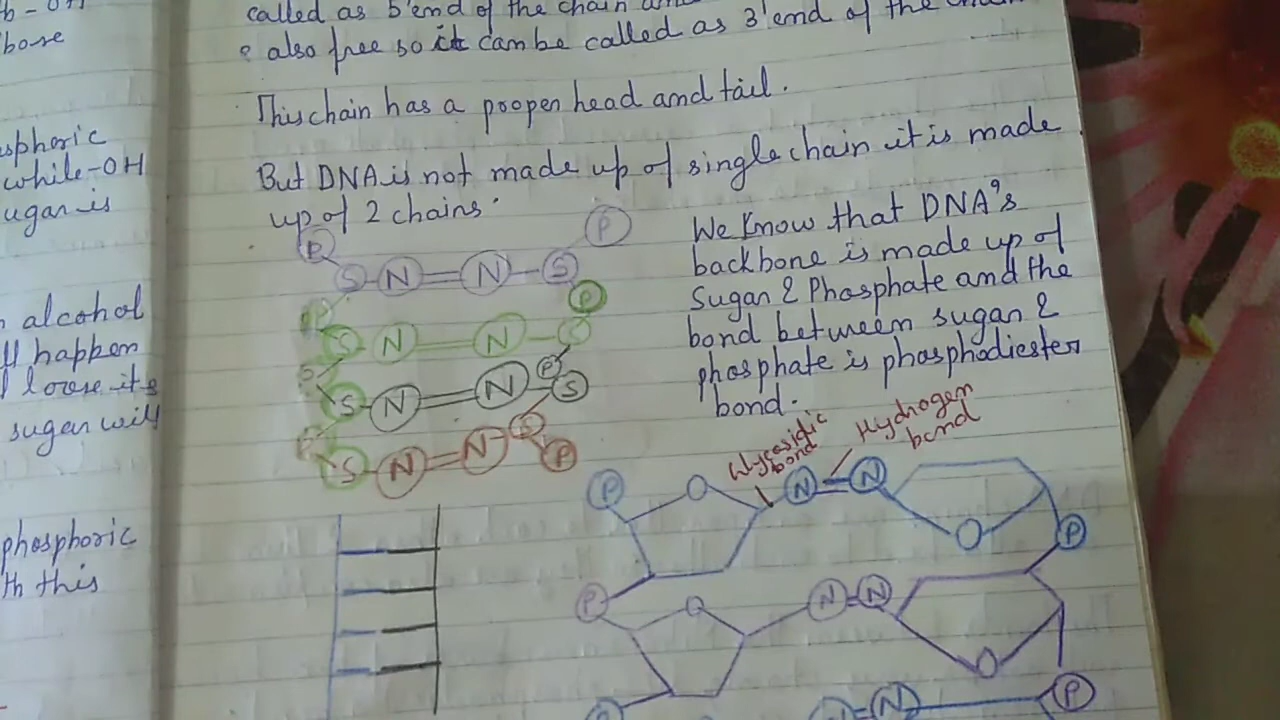 b - OH
bose
sphoric
while - OH
ugar is
alcohol
ll happen
loose its
sugar will
phosphoric
th this
called as 5' end of the chain
also free so it can be called as 3' end of the chain
This chain has a prooper head and tail.
But DNA is not made up of single chain it is made
up of 2 chains.
P P
S N N S
P P
S N N S
P P
S N N S
P S
S N N P
We Know that DNA's
backbone is made up of
Sugar & Phosphate and the
bond between sugar &
phosphate is phosphodiester
bond.
Glycosidic
bond
Hydrogen
bond
P O N N
O P
P O N N
O P
P N